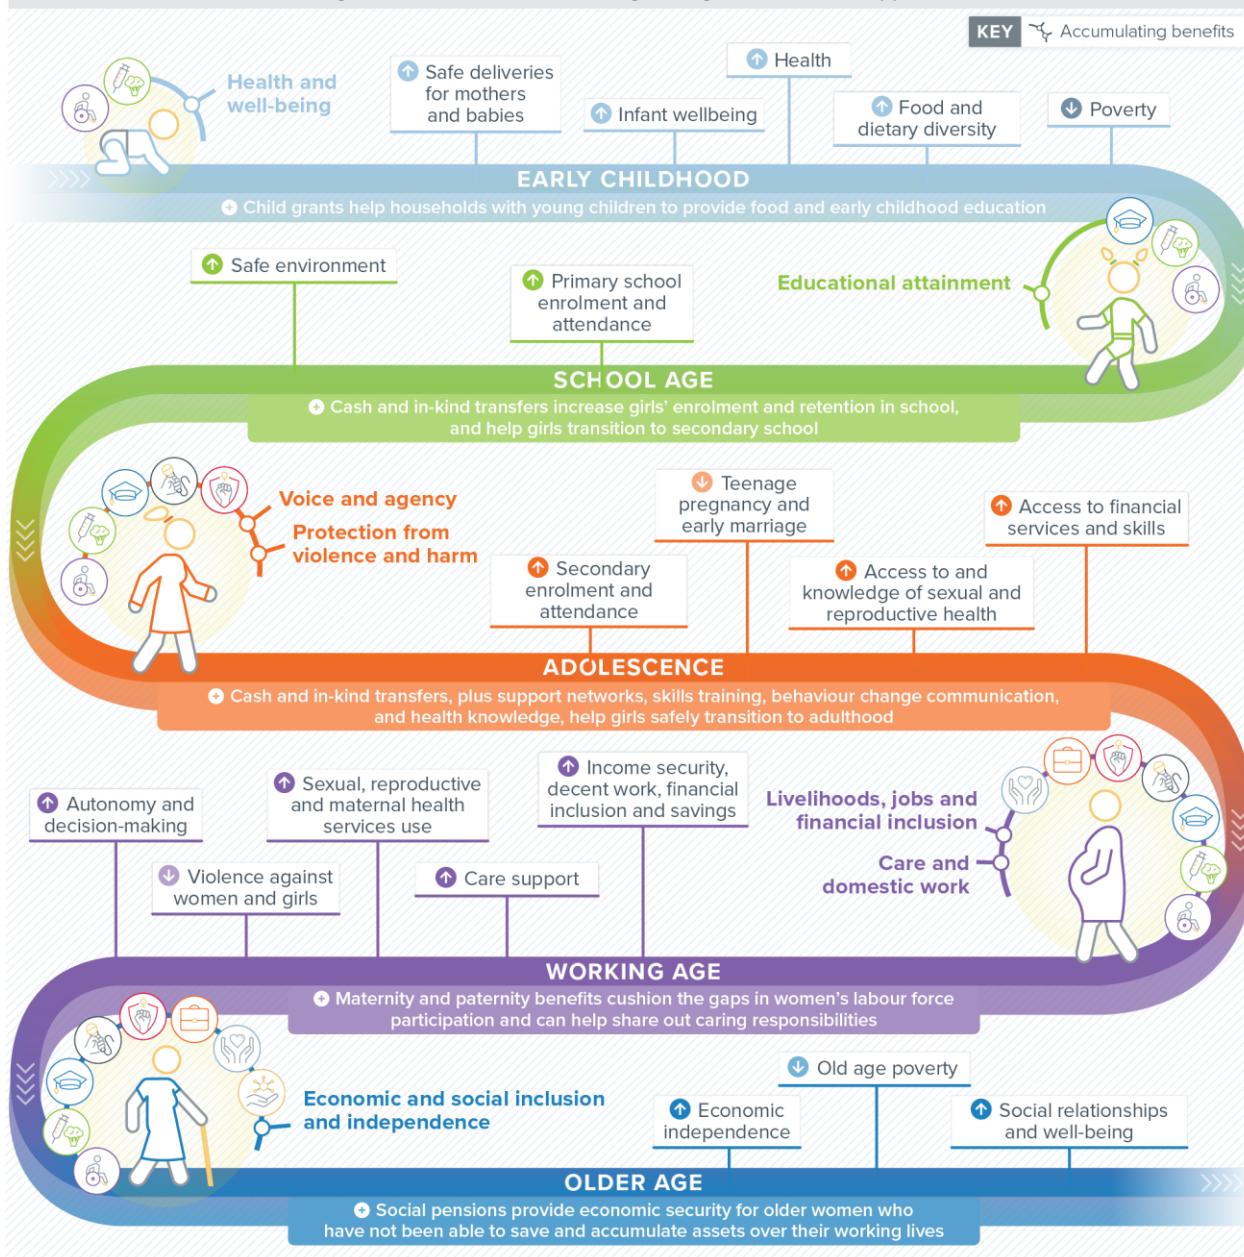 KEY Accumulating benefits
Health and
well-being
Safe deliveries
for mothers
and babies
Infant wellbeing
Health
Food and
dietary diversity
Poverty
EARLY CHILDHOOD
Child grants help households with young children to provide food and early childhood education
Safe environment
Primary school
enrolment and
attendance
Educational attainment
SCHOOL AGE
Cash and in-kind transfers increase girls' enrolment and retention in school,
and help girls transition to secondary school
Voice and agency
Protection from
violence and harm
Secondary
enrolment and
attendance
Teenage
pregnancy and
early marriage
Access to and
knowledge of sexual and
reproductive health
Access to financial
services and skills
ADOLESCENCE
Cash and in-kind transfers, plus support networks, skills training, behaviour change communication,
and health knowledge, help girls safely transition to adulthood
Autonomy and
decision-making
Violence against
women and girls
Sexual, reproductive
and maternal health
services use
Care support
Income security,
decent work, financial
inclusion and savings
Livelihoods, jobs and
financial inclusion
Care and
domestic work
WORKING AGE
Maternity and paternity benefits cushion the gaps in women's labour force
participation and can help share out caring responsibilities
Economic and social inclusion
and independence
Economic
independence
Old age poverty
Social relationships
and well-being
OLDER AGE
Social pensions provide economic security for older women who
have not been able to save and accumulate assets over their working lives